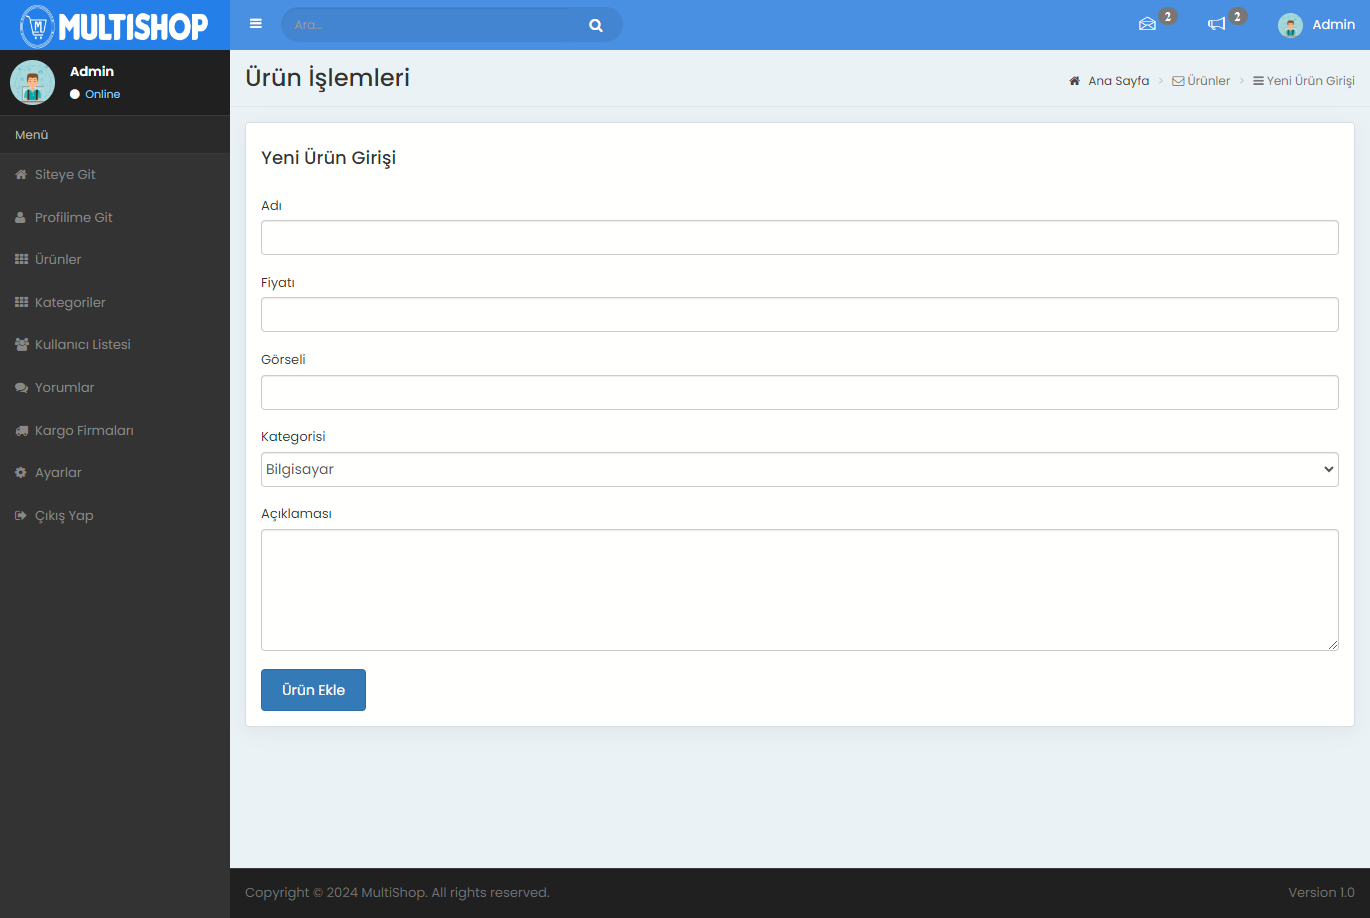 MULTISHOP
Ara...
2
2
Admin
Admin
Online
Menü
Siteye Git
Profilime Git
Ürünler
Kategoriler
Kullanıcı Listesi
Yorumlar
Kargo Firmaları
Ayarlar
Çıkış Yap
Ürün İşlemleri
Ana Sayfa > Ürünler > Yeni Ürün Girişi
Yeni Ürün Girişi
Adı
Fiyatı
Görseli
Kategorisi
Bilgisayar
Açıklaması
Ürün Ekle
Copyright © 2024 MultiShop. All rights reserved.
Version 1.0